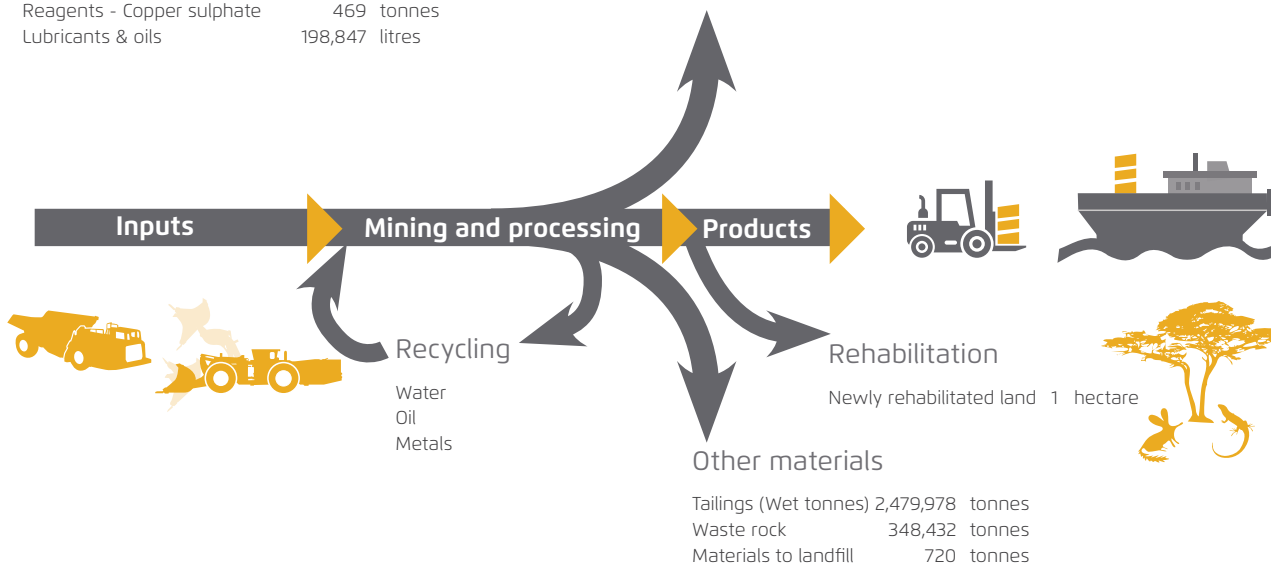 Reagents - Copper sulphate 469 tonnes
Lubricants & oils 198,847 litres
Inputs
Mining and processing
Products
Recycling
Water
Oil
Metals
Rehabilitation
Newly rehabilitated land 1 hectare
Other materials
Tailings (Wet tonnes) 2,479,978 tonnes
Waste rock 348,432 tonnes
Materials to landfill 720 tonnes